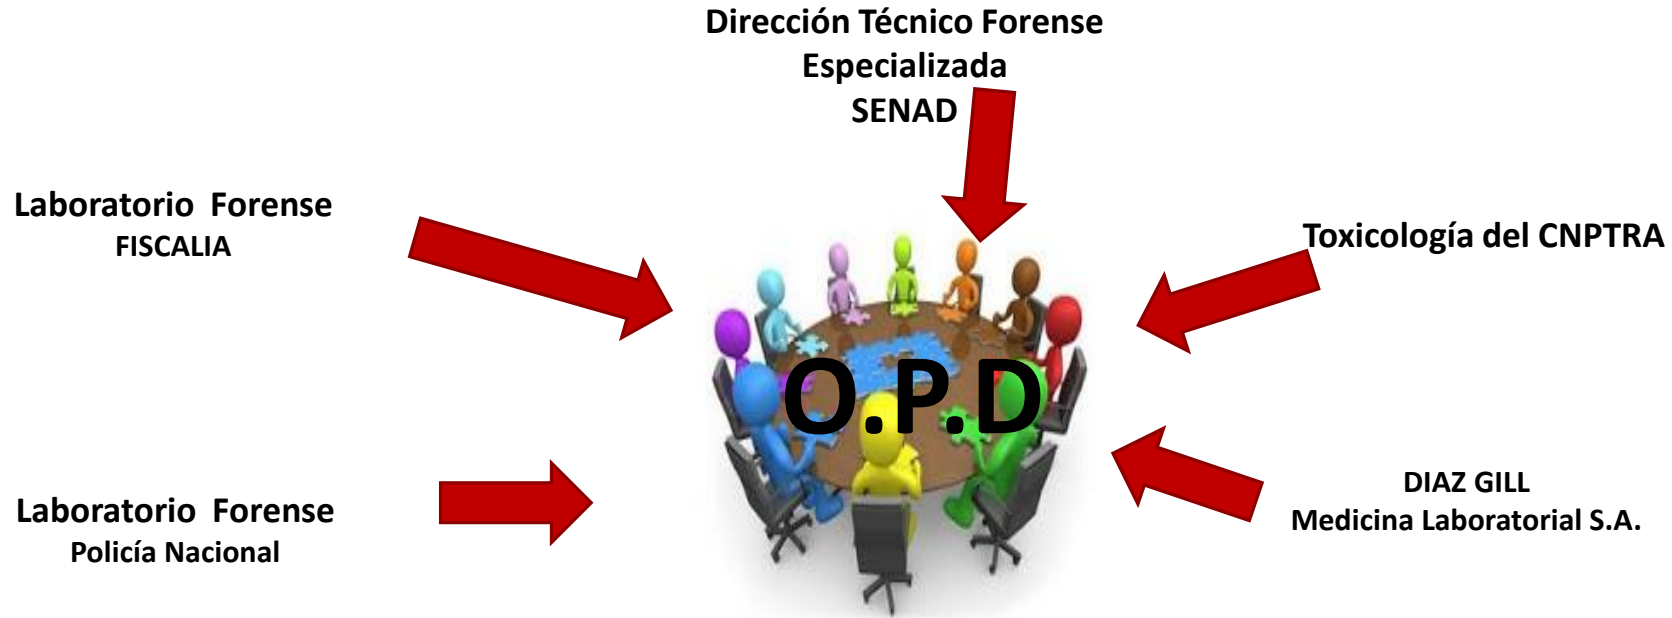 Dirección Técnico Forense
Especializada
SENAD
Laboratorio Forense
FISCALIA
Toxicología del CNPTRA
O.P.D
Laboratorio Forense
Policía Nacional
DIAZ GILL
Medicina Laboratorial S.A.